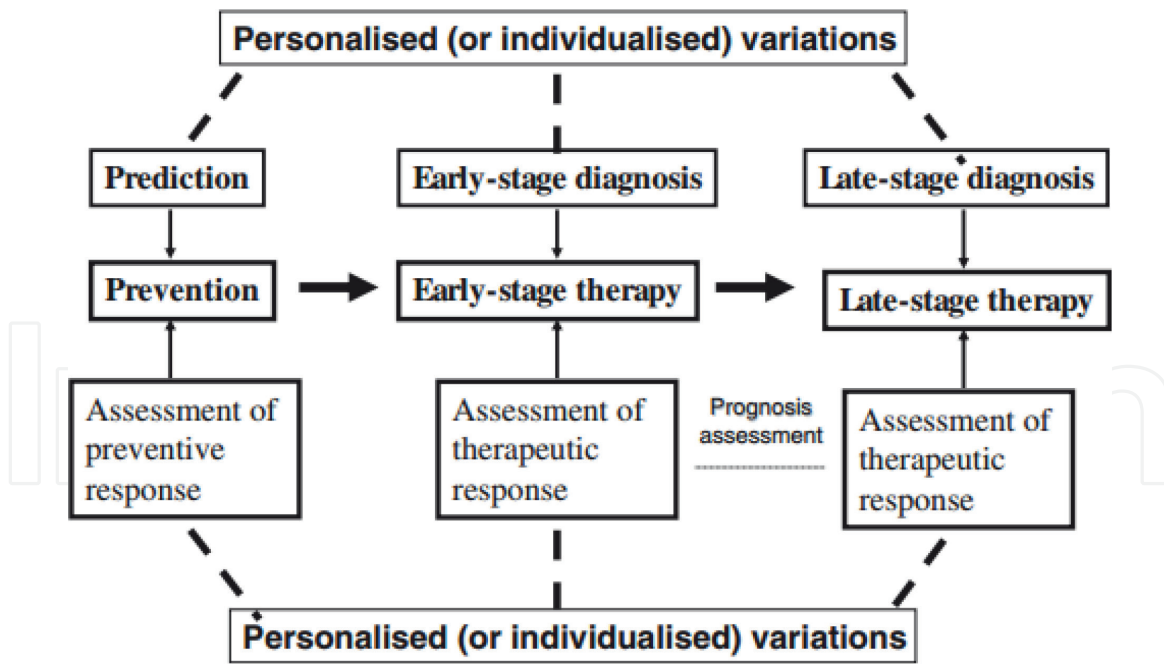 Personalised (or individualised) variations
Prediction
Early-stage diagnosis
Late-stage diagnosis
Prevention
Early-stage therapy
Late-stage therapy
Assessment of
preventive
response
Assessment of
therapeutic
response
Prognosis
assessment
Assessment of
therapeutic
response
Personalised (or individualised) variations